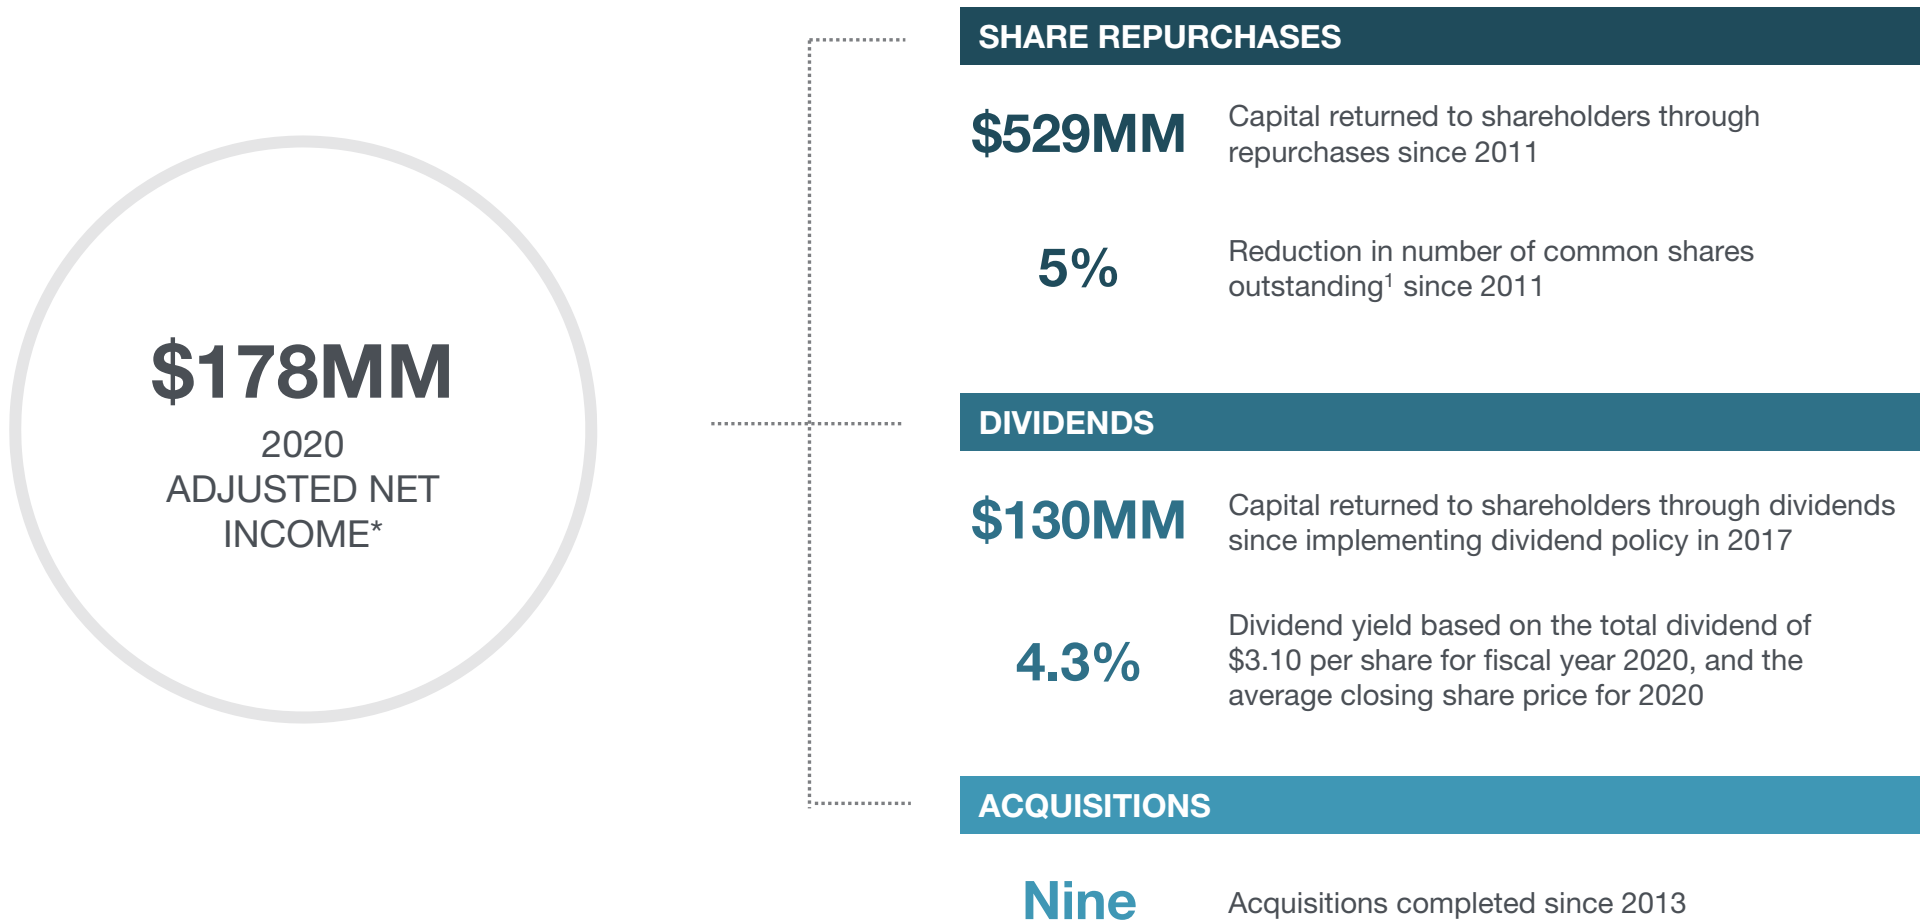 $178MM
2020
ADJUSTED NET
INCOME*
SHARE REPURCHASES
$529MM
Capital returned to shareholders through
repurchases since 2011
5%
Reduction in number of common shares
outstanding¹ since 2011
DIVIDENDS
$130MM
Capital returned to shareholders through dividends
since implementing dividend policy in 2017
4.3%
Dividend yield based on the total dividend of
$3.10 per share for fiscal year 2020, and the
average closing share price for 2020
ACQUISITIONS
Nine
Acquisitions completed since 2013